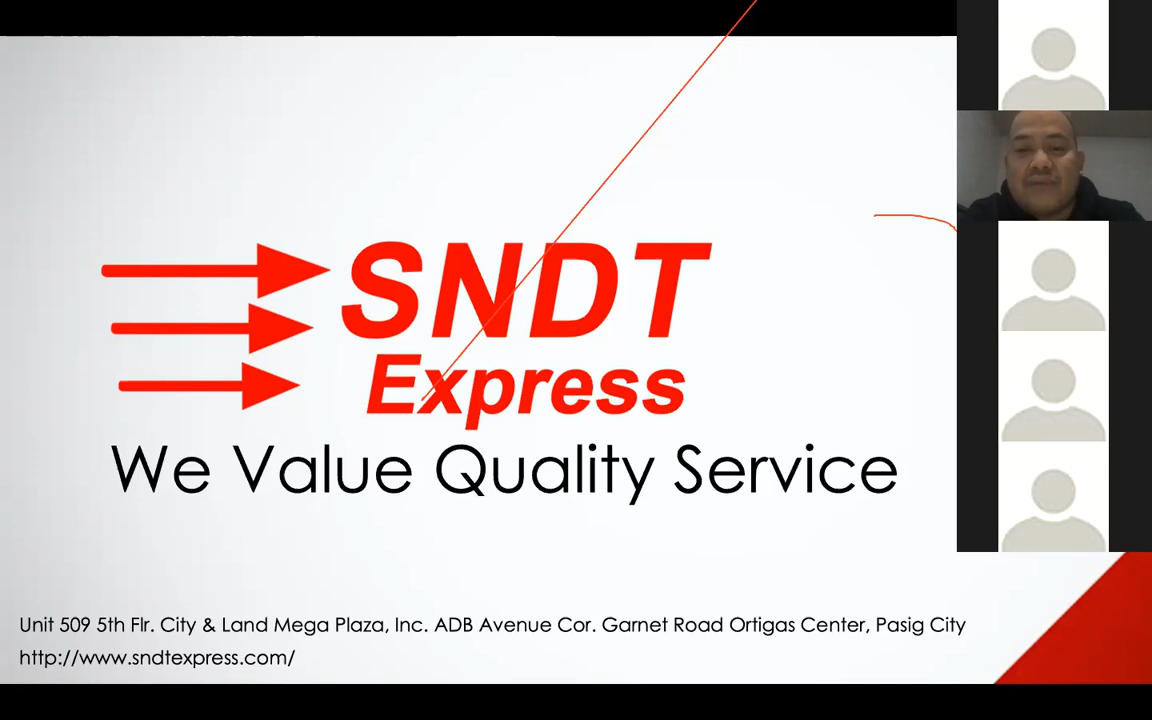 SNDT
Express
We Value Quality Service
Unit 509 5th Flr. City & Land Mega Plaza, Inc. ADB Avenue Cor. Garnet Road Ortigas Center, Pasig City
http://www.sndtexpress.com/